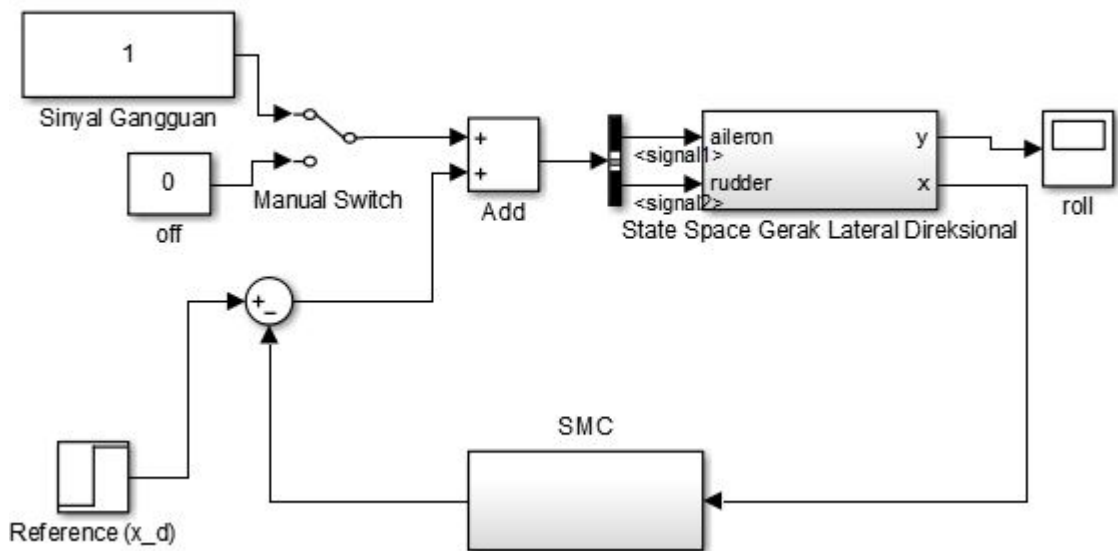 1
Sinyal Gangguan
0
off
Manual Switch
+
+
Add
<signal1>
<signal2>
aileron
rudder
y
x
State Space Gerak Lateral Direksional
roll
+
-
SMC
Reference (x_d)